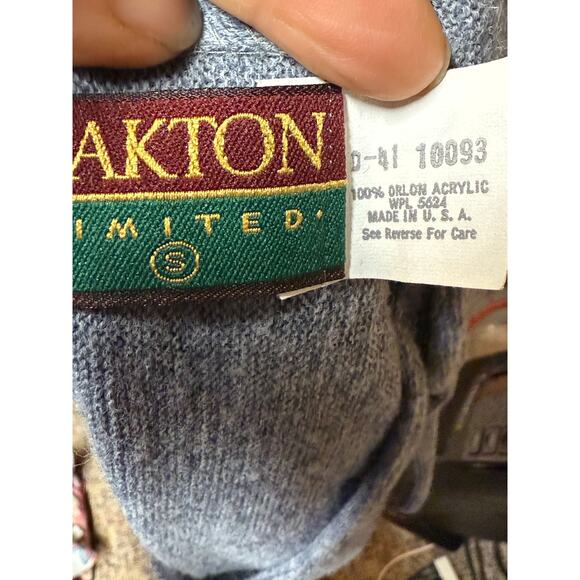 AKTON
IMITED
S
D-41 10093
100% ORLON ACRYLIC
WPL 5624
MADE IN U.S.A.
See Reverse For Care